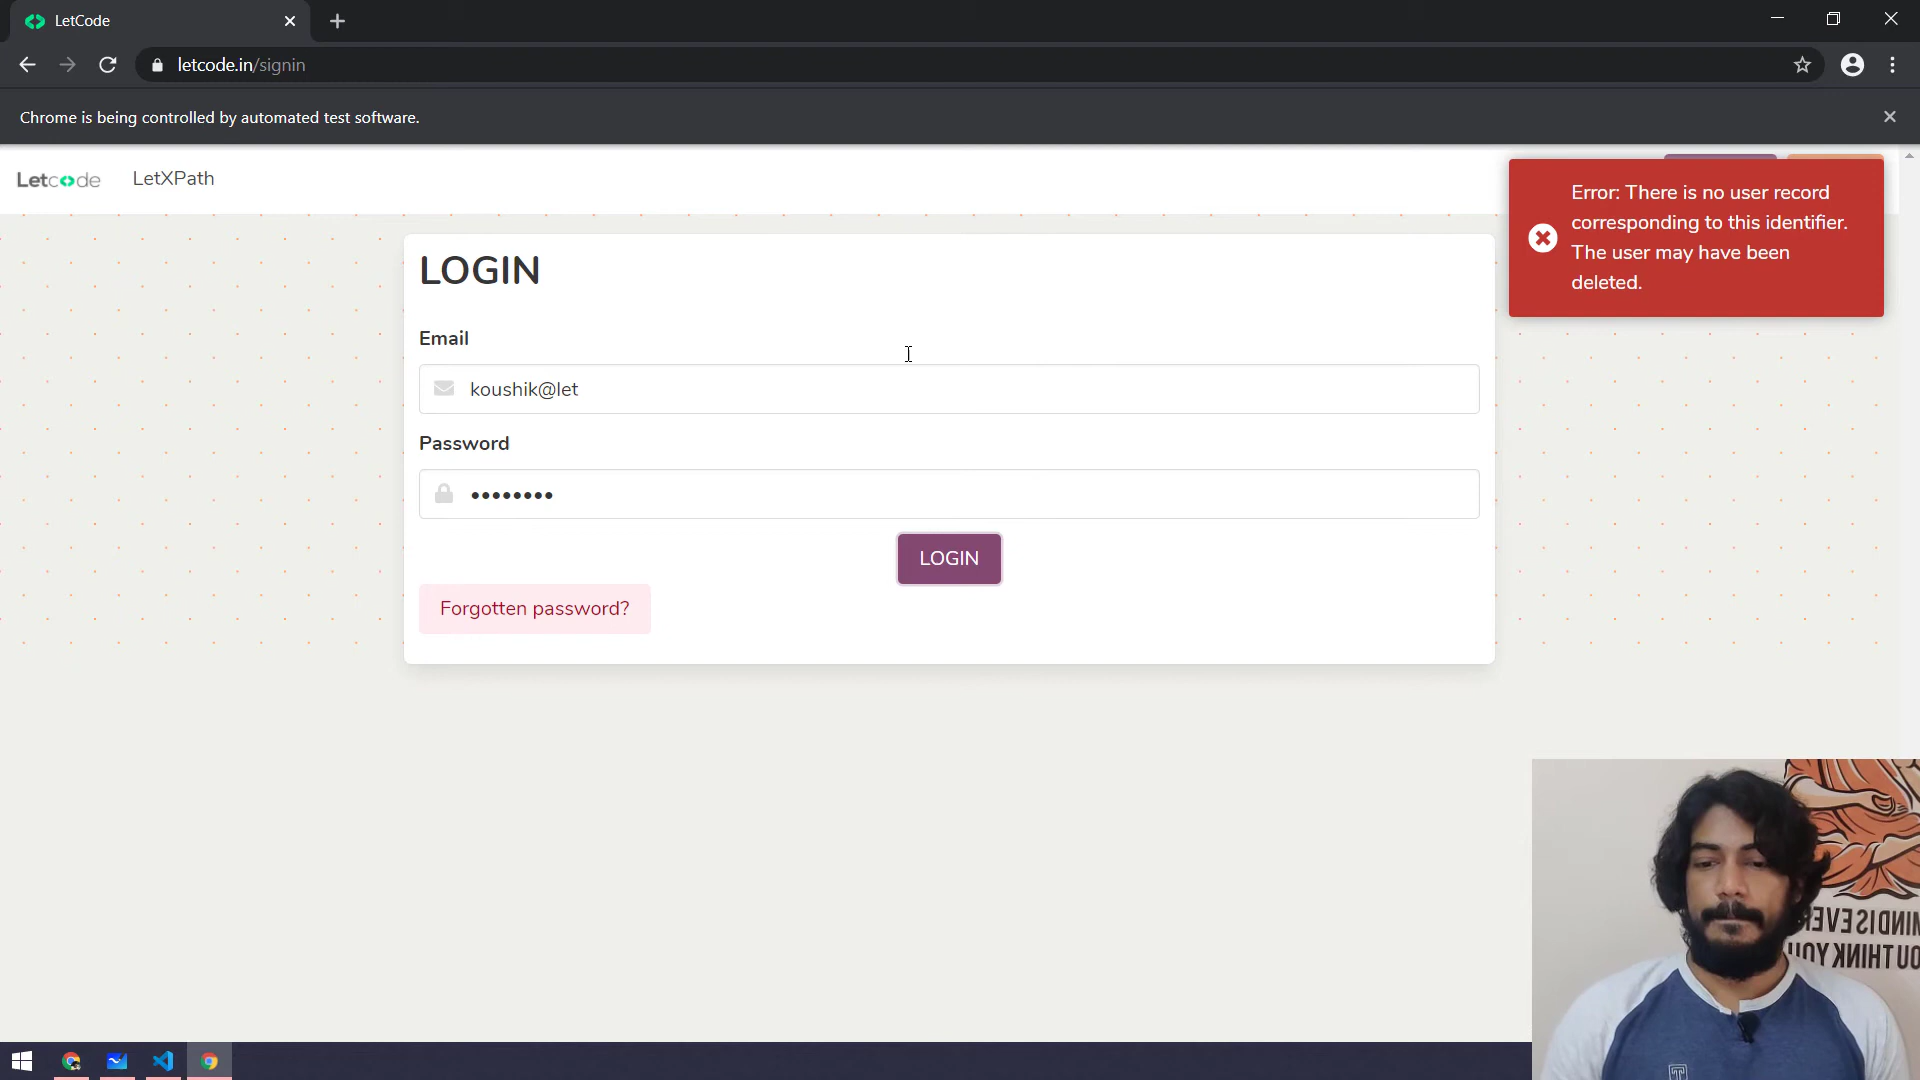 LetCode
letcode.in/signin
Chrome is being controlled by automated test software.
Letcode
LetXPath
Error: There is no user record
corresponding to this identifier.
The user may have been
deleted.
LOGIN
Email
koushik@let
Password
••••••••
LOGIN
Forgotten password?